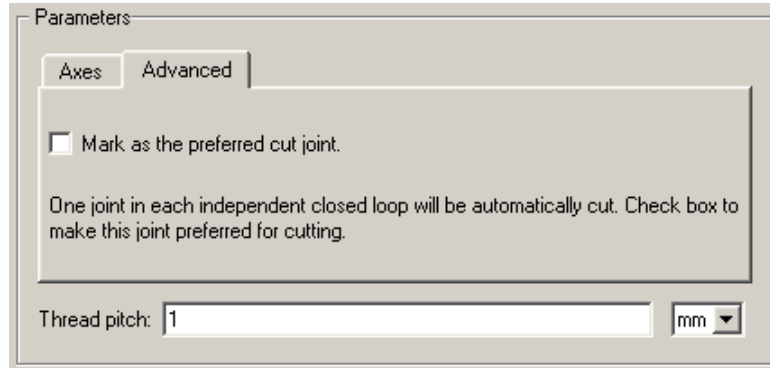 Parameters
Axes Advanced
Mark as the preferred cut joint.
One joint in each independent closed loop will be automatically cut. Check box to
make this joint preferred for cutting.
Thread pitch: 1 mm